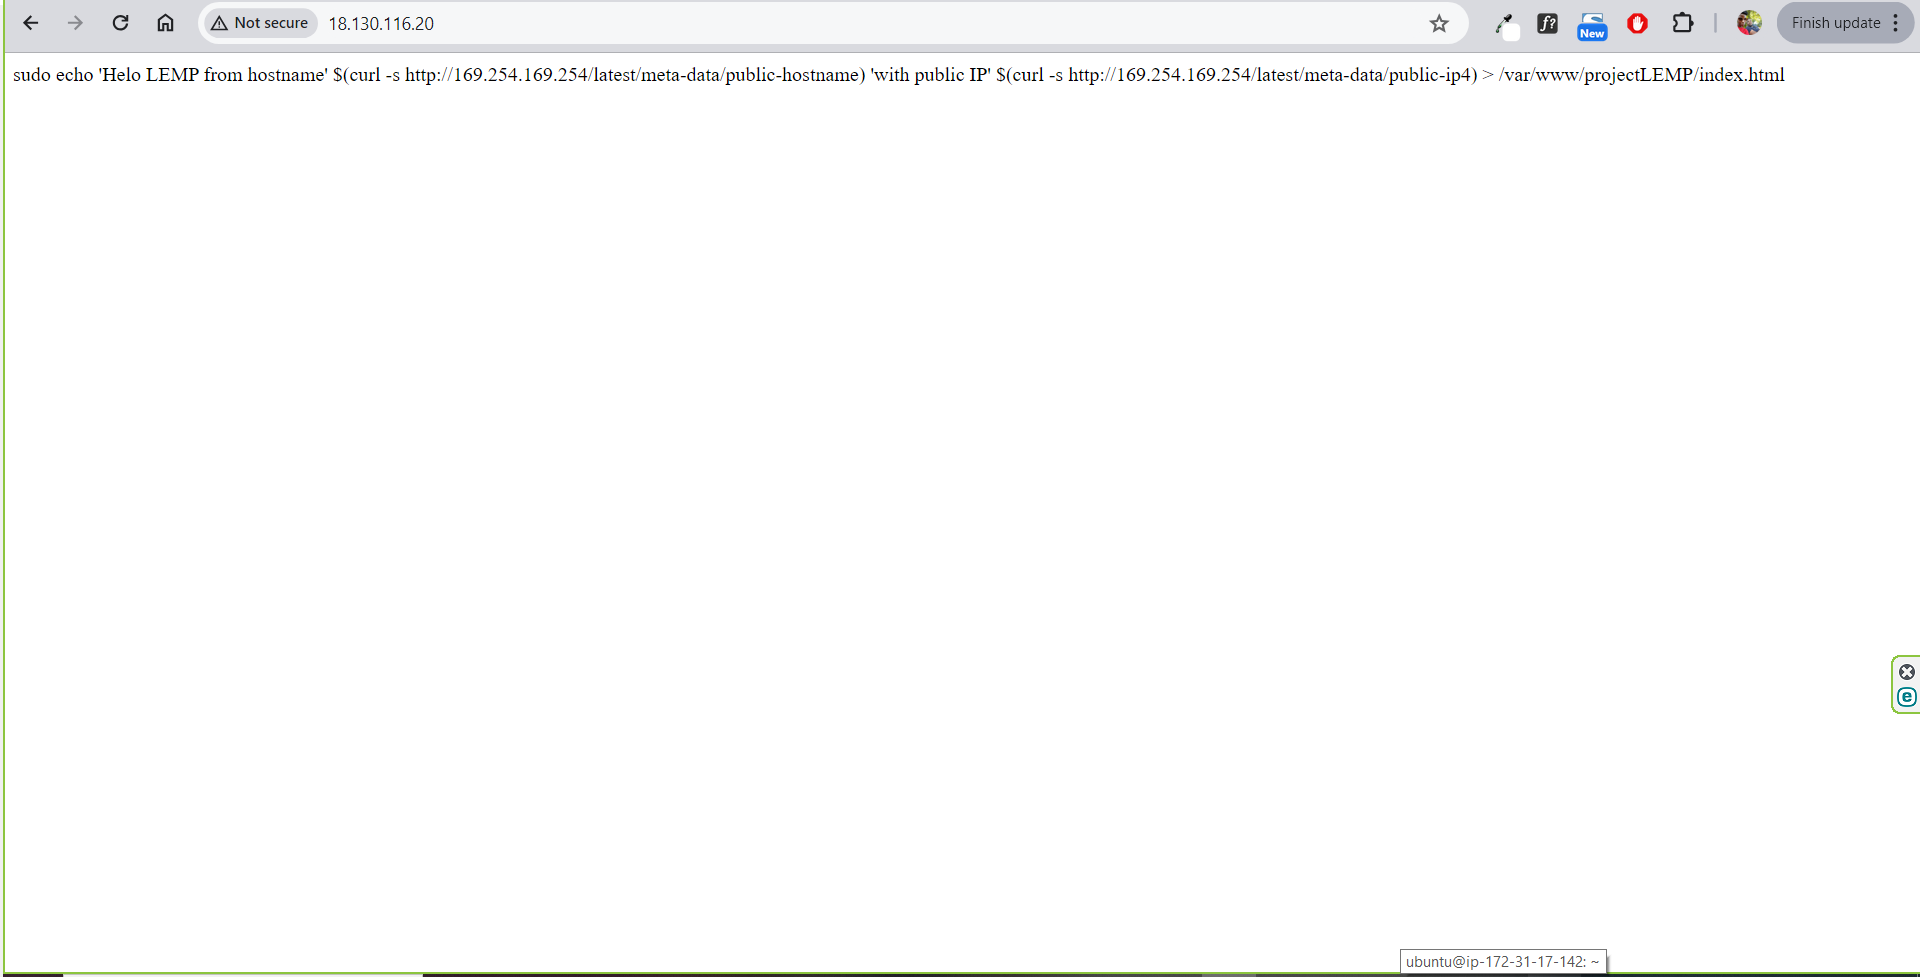 Not secure 18.130.116.20 f? New Finish update
sudo echo 'Helo LEMP from hostname' $(curl -s http://169.254.169.254/latest/meta-data/public-hostname) 'with public IP' $(curl -s http://169.254.169.254/latest/meta-data/public-ip4) > /var/www/projectLEMP/index.html
e
ubuntu@ip-172-31-17-142: ~